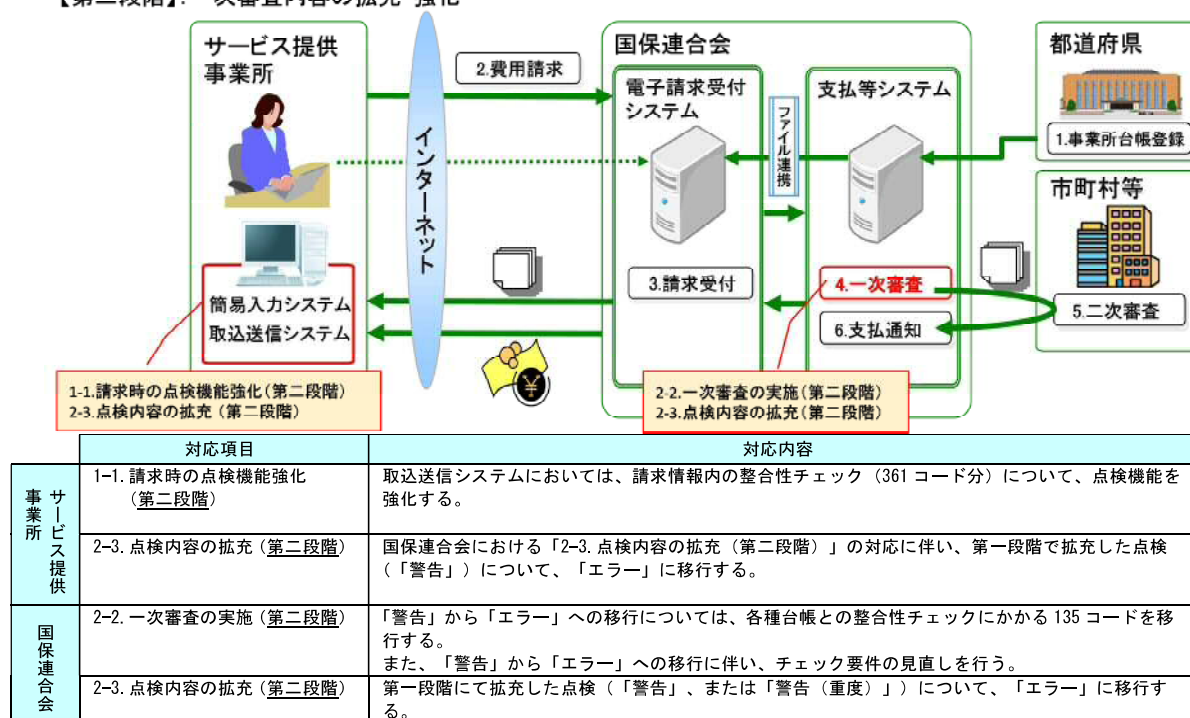 【第二段階】:一次審査内容の拡充・強化
サービス提供
事業所
2.費用請求
インターネット
国保連合会
電子請求受付
システム
ファイル連携
支払等システム
都道府県
1.事業所台帳登録
市町村等
簡易入力システム
取込送信システム
3.請求受付
4.一次審査
6.支払通知
5.二次審査
¥
1-1.請求時の点検機能強化(第二段階)
2-3.点検内容の拡充(第二段階)
2-2.一次審査の実施(第二段階)
2-3.点検内容の拡充(第二段階)
対応項目
対応内容
サービス提供
事業所
1-1.請求時の点検機能強化
(第二段階)
取込送信システムにおいては、請求情報内の整合性チェック(361コード分)について、点検機能を
強化する。
2-3.点検内容の拡充(第二段階)
国保連合会における「2-3.点検内容の拡充(第二段階)」の対応に伴い、第一段階で拡充した点検
(「警告」)について、「エラー」に移行する。
国保連合会
2-2.一次審査の実施(第二段階)
「警告」から「エラー」への移行については、各種台帳との整合性チェックにかかる135コードを移
行する。
また、「警告」から「エラー」への移行に伴い、チェック要件の見直しを行う。
2-3.点検内容の拡充(第二段階)
第一段階にて拡充した点検(「警告」、または「警告(重度)」)について、「エラー」に移行す
る。